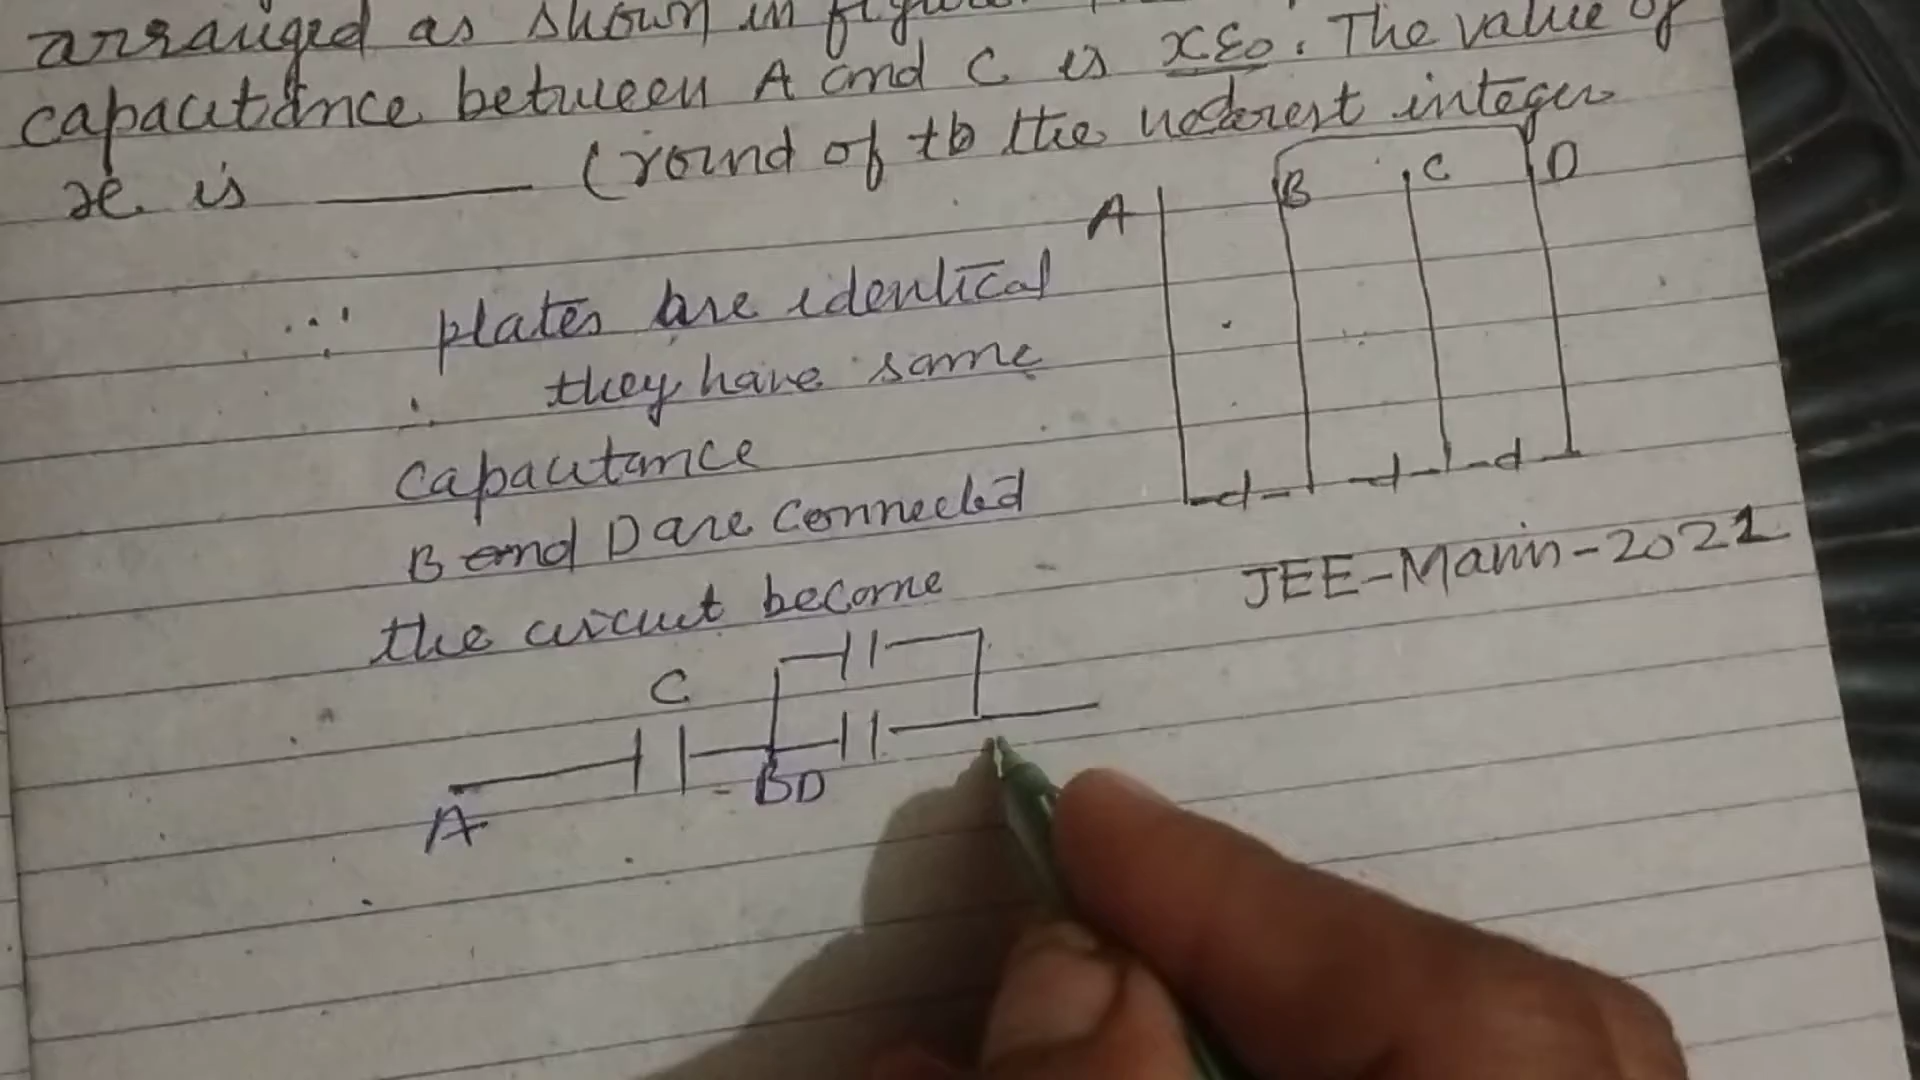 arranged as shown in figure
capacitance between A and C is xε₀. The value of
x is ______ (round of to the nearest integer
A B C D
∵ plates are identical
∴ they have same
capacitance
d d d
B and D are connected
JEE-Main-2021
the circuit become
C
BD
A